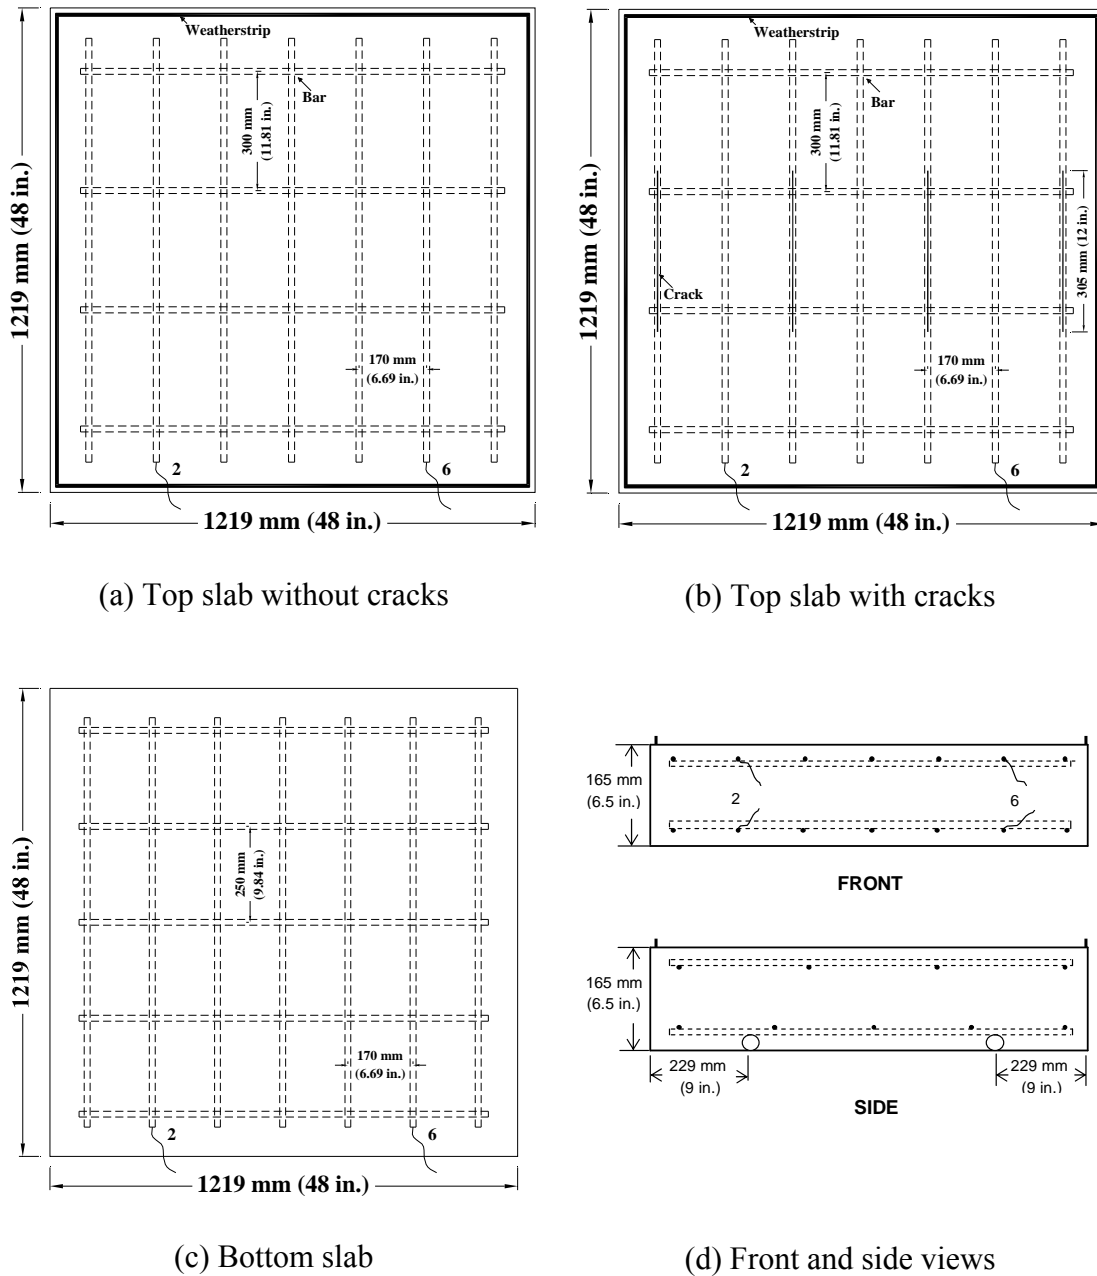 Weatherstrip
Bar
300 mm
(11.81 in.)
1219 mm (48 in.)
170 mm
(6.69 in.)
2
6
1219 mm (48 in.)
(a) Top slab without cracks
Weatherstrip
Bar
300 mm
(11.81 in.)
1219 mm (48 in.)
305 mm (12 in.)
Crack
170 mm
(6.69 in.)
2
6
1219 mm (48 in.)
(b) Top slab with cracks
1219 mm (48 in.)
250 mm
(9.84 in.)
170 mm
(6.69 in.)
2
6
1219 mm (48 in.)
(c) Bottom slab
165 mm
(6.5 in.)
2
6
FRONT
165 mm
(6.5 in.)
229 mm
(9 in.)
229 mm
(9 in.)
SIDE
(d) Front and side views